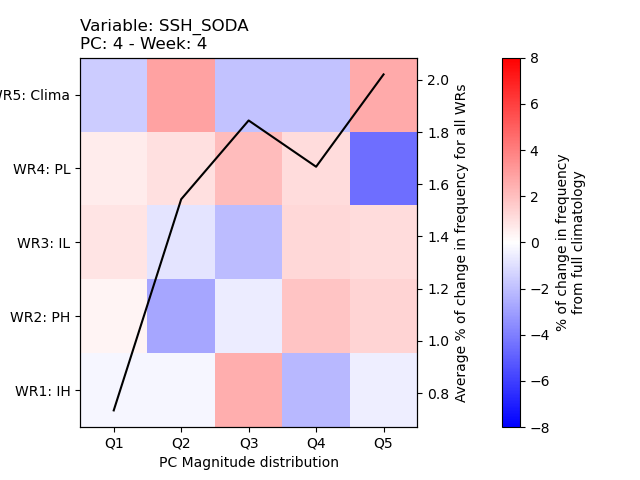 Variable: SSH_SODA
PC: 4 - Week: 4
WR5: Clima
WR4: PL
WR3: IL
WR2: PH
WR1: IH
Q1 Q2 Q3 Q4 Q5
PC Magnitude distribution
2.0
1.8
1.6
1.4
1.2
1.0
0.8
Average % of change in frequency for all WRs
8
6
4
2
0
−2
−4
−6
−8
% of change in frequency
from full climatology